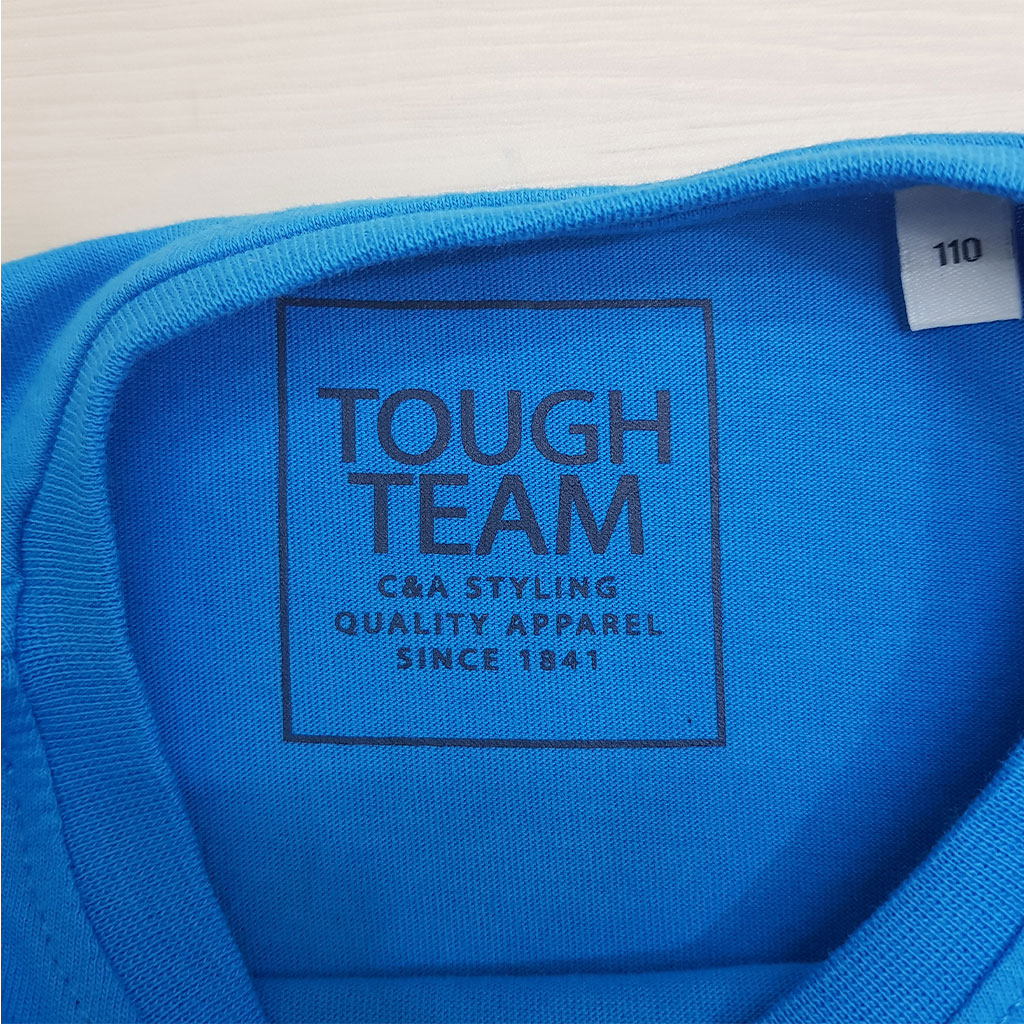 TOUGH
TEAM
C&A STYLING
QUALITY APPAREL
SINCE 1841
110